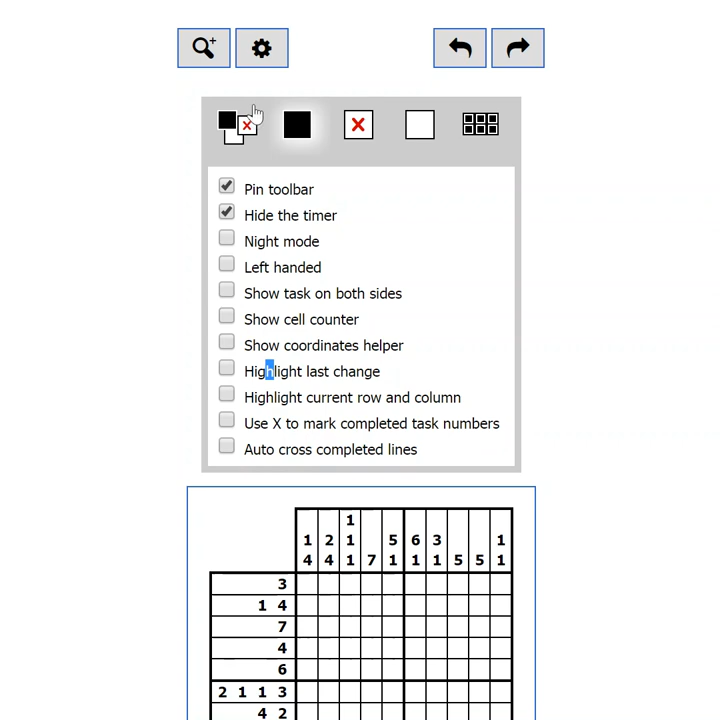 Pin toolbar
Hide the timer
Night mode
Left handed
Show task on both sides
Show cell counter
Show coordinates helper
Highlight last change
Highlight current row and column
Use X to mark completed task numbers
Auto cross completed lines
1
1 2 1 5 6 3 1
4 4 1 7 1 1 1 5 5 1
3
1 4
7
4
6
2 1 1 3
4 2